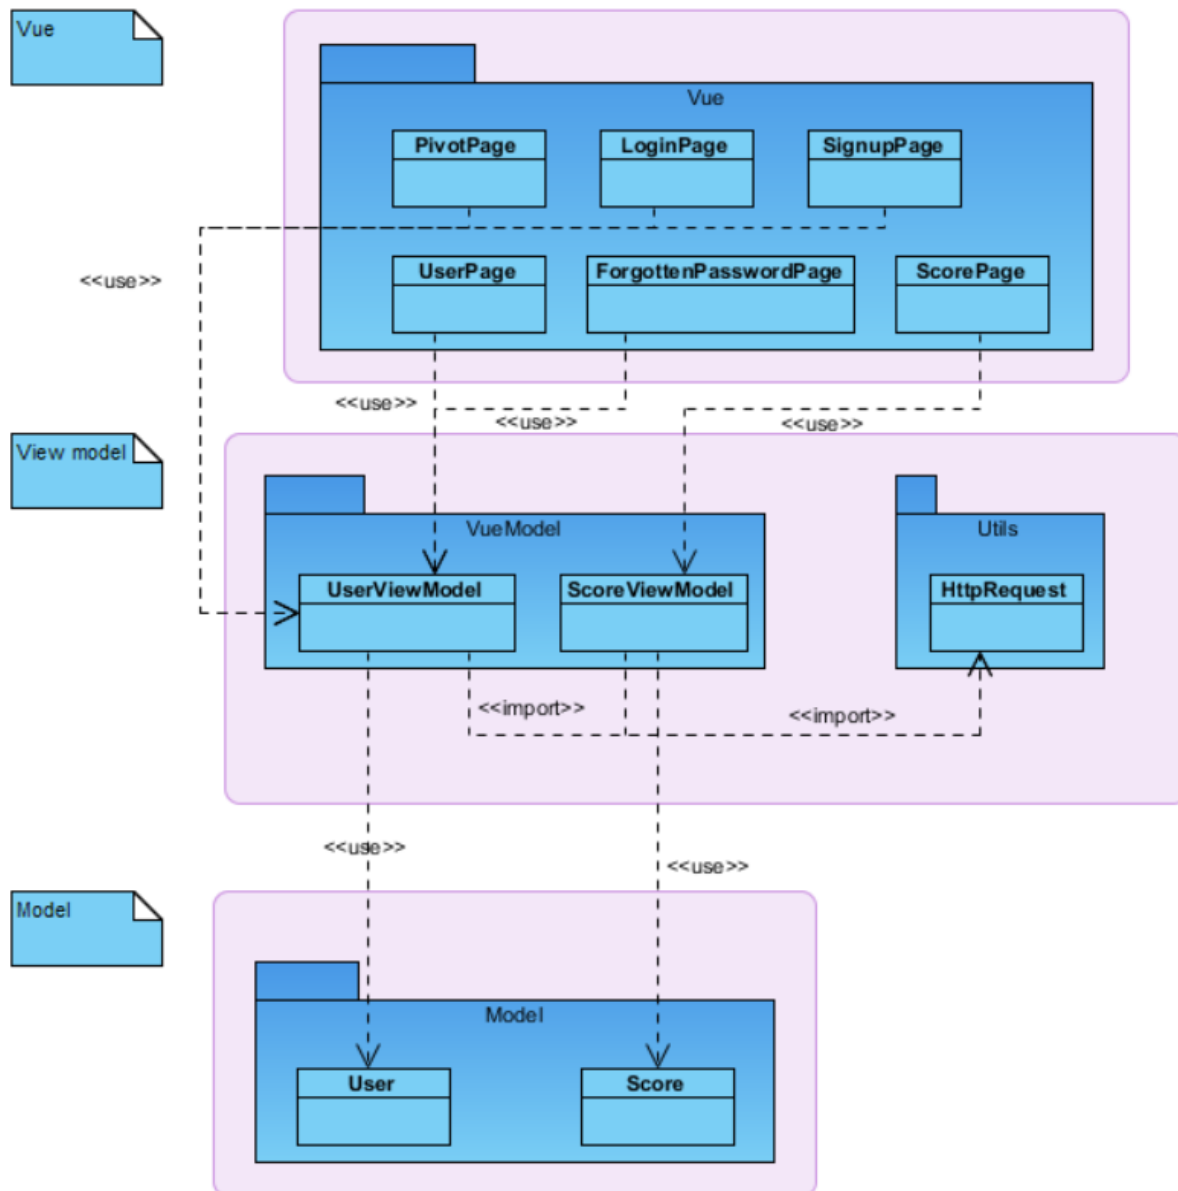 Vue
Vue
PivotPage
LoginPage
SignupPage
<<use>>
UserPage
ForgottenPasswordPage
ScorePage
<<use>>
<<use>>
<<use>>
View model
VueModel
Utils
UserViewModel
ScoreViewModel
HttpRequest
<<import>>
<<import>>
<<use>>
<<use>>
Model
Model
User
Score